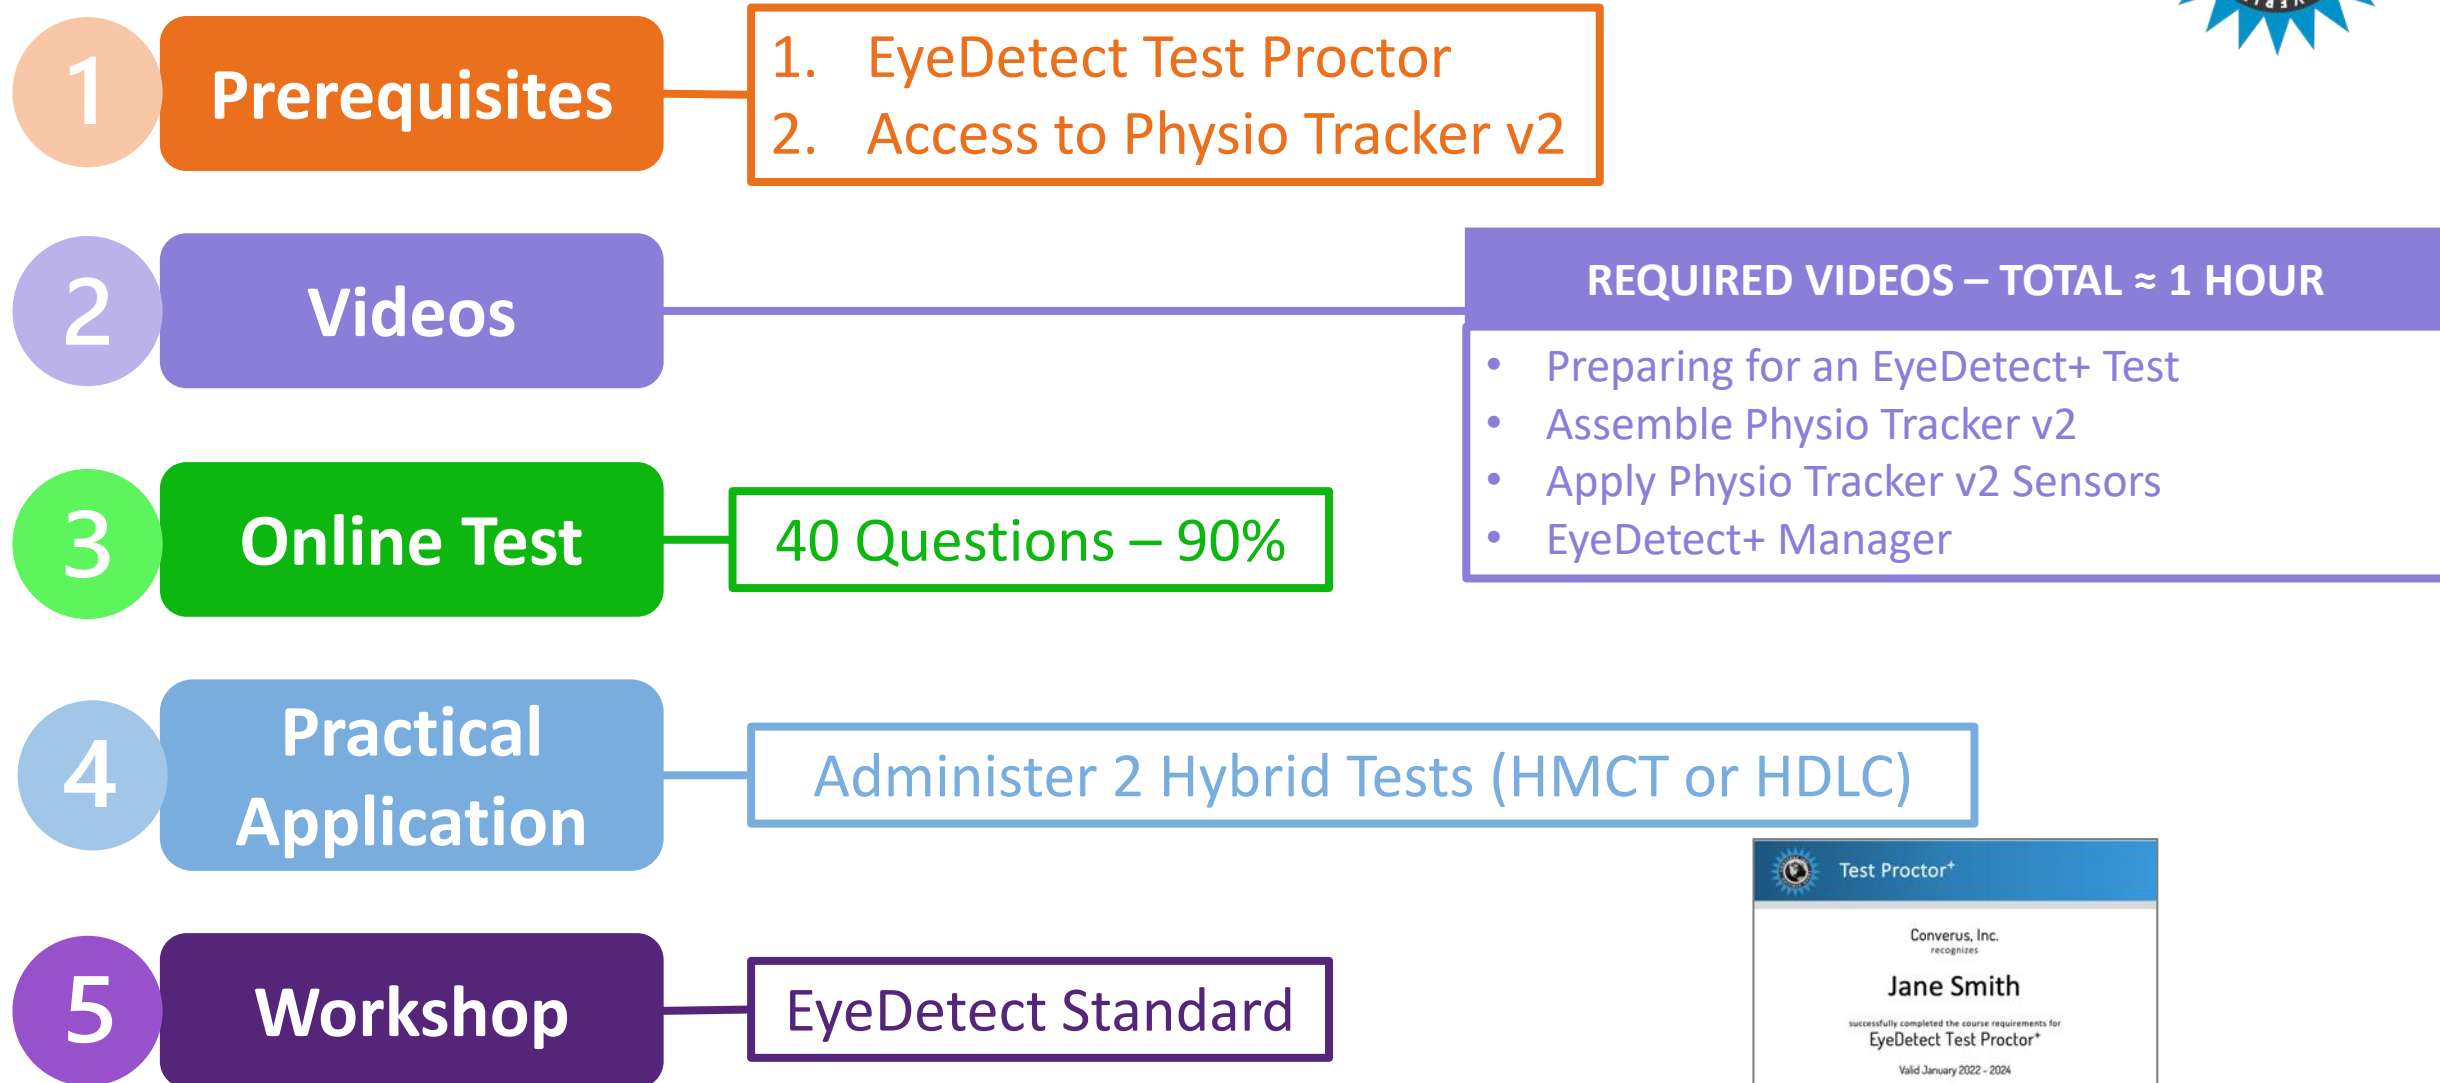 1
Prerequisites
1. EyeDetect Test Proctor
2. Access to Physio Tracker v2
2
Videos
REQUIRED VIDEOS – TOTAL ≈ 1 HOUR
• Preparing for an EyeDetect+ Test
• Assemble Physio Tracker v2
• Apply Physio Tracker v2 Sensors
• EyeDetect+ Manager
3
Online Test
40 Questions – 90%
4
Practical
Application
Administer 2 Hybrid Tests (HMCT or HDLC)
5
Workshop
EyeDetect Standard
Test Proctor⁺
Converus, Inc.
recognizes
Jane Smith
successfully completed the course requirements for
EyeDetect Test Proctor⁺
Valid January 2022 - 2024